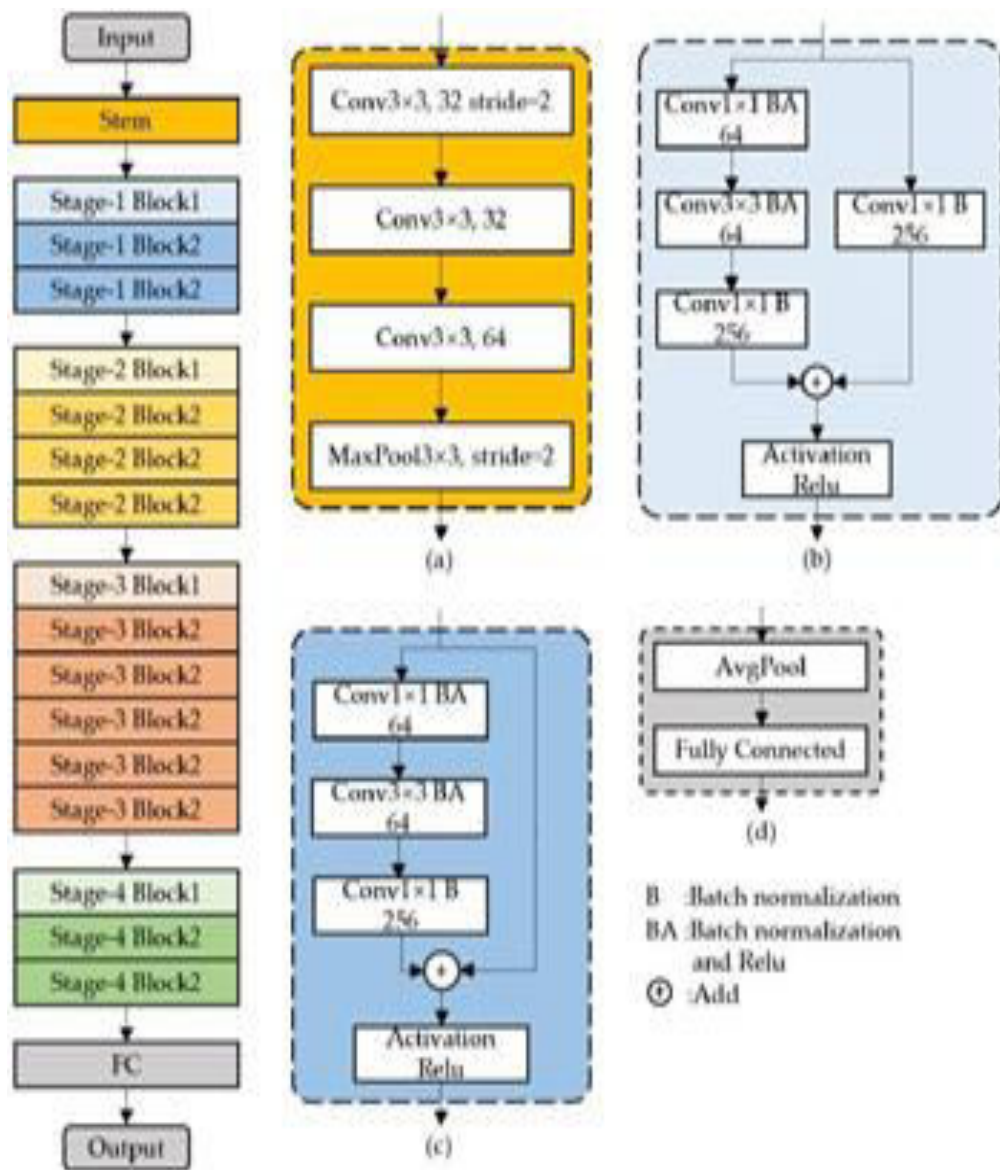 Input
Stem
Stage-1 Block1
Stage-1 Block2
Stage-1 Block2
Stage-2 Block1
Stage-2 Block2
Stage-2 Block2
Stage-2 Block2
Stage-3 Block1
Stage-3 Block2
Stage-3 Block2
Stage-3 Block2
Stage-3 Block2
Stage-3 Block2
Stage-4 Block1
Stage-4 Block2
Stage-4 Block2
FC
Output
Conv3×3, 32 stride=2
Conv3×3, 32
Conv3×3, 64
MaxPool3×3, stride=2
(a)
Conv1×1 BA
64
Conv3×3 BA
64
Conv1×1 B
256
Conv1×1 B
256
Activation
Relu
(b)
Conv1×1 BA
64
Conv3×3 BA
64
Conv1×1 B
256
Activation
Relu
(c)
AvgPool
Fully Connected
(d)
B :Batch normalization
BA :Batch normalization
and Relu
:Add